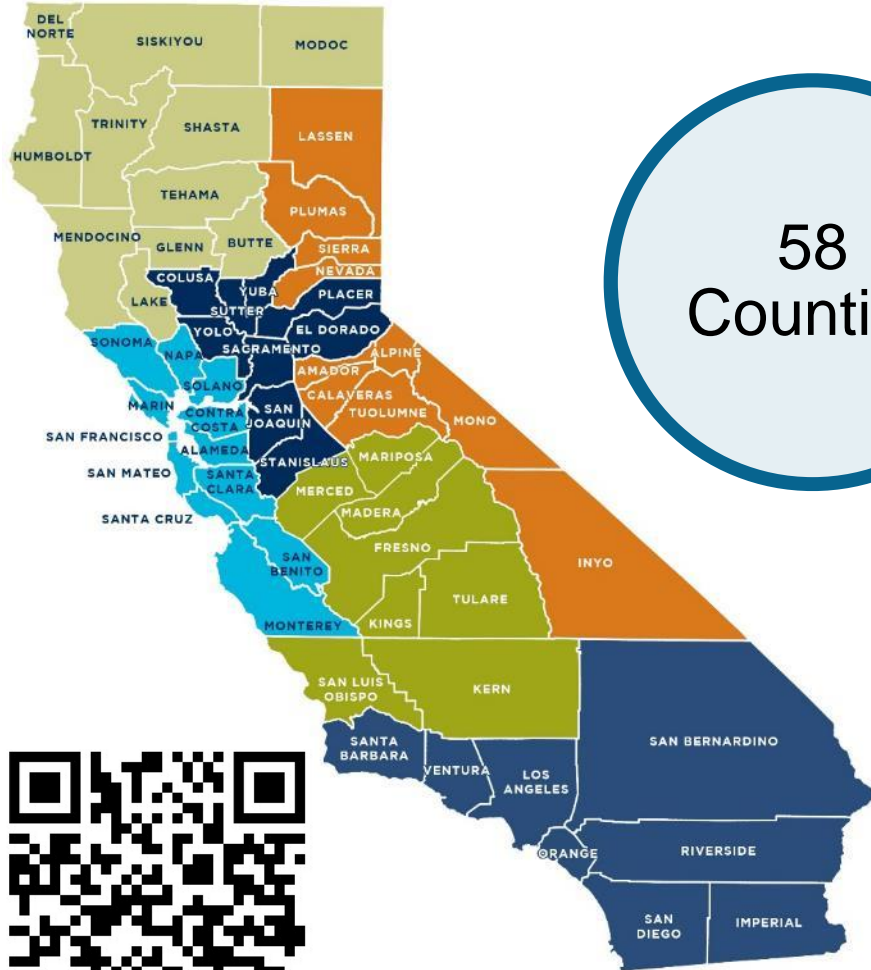 DEL
NORTE
SISKIYOU
MODOC
TRINITY
SHASTA
LASSEN
HUMBOLDT
TEHAMA
PLUMAS
MENDOCINO
GLENN
BUTTE
SIERRA
NEVADA
COLUSA
YUBA
PLACER
LAKE
SUTTER
YOLO
EL DORADO
SONOMA
NAPA
SACRAMENTO
ALPINE
SOLANO
AMADOR
MARIN
CONTRA
COSTA
SAN
JOAQUIN
CALAVERAS
TUOLUMNE
MONO
SAN FRANCISCO
ALAMEDA
STANISLAUS
MARIPOSA
SAN MATEO
SANTA
CLARA
MERCED
MADERA
SANTA CRUZ
FRESNO
SAN
BENITO
INYO
TULARE
MONTEREY
KINGS
SAN LUIS
OBISPO
KERN
SANTA
BARBARA
VENTURA
LOS
ANGELES
SAN BERNARDINO
ORANGE
RIVERSIDE
SAN
DIEGO
IMPERIAL
58
Counti